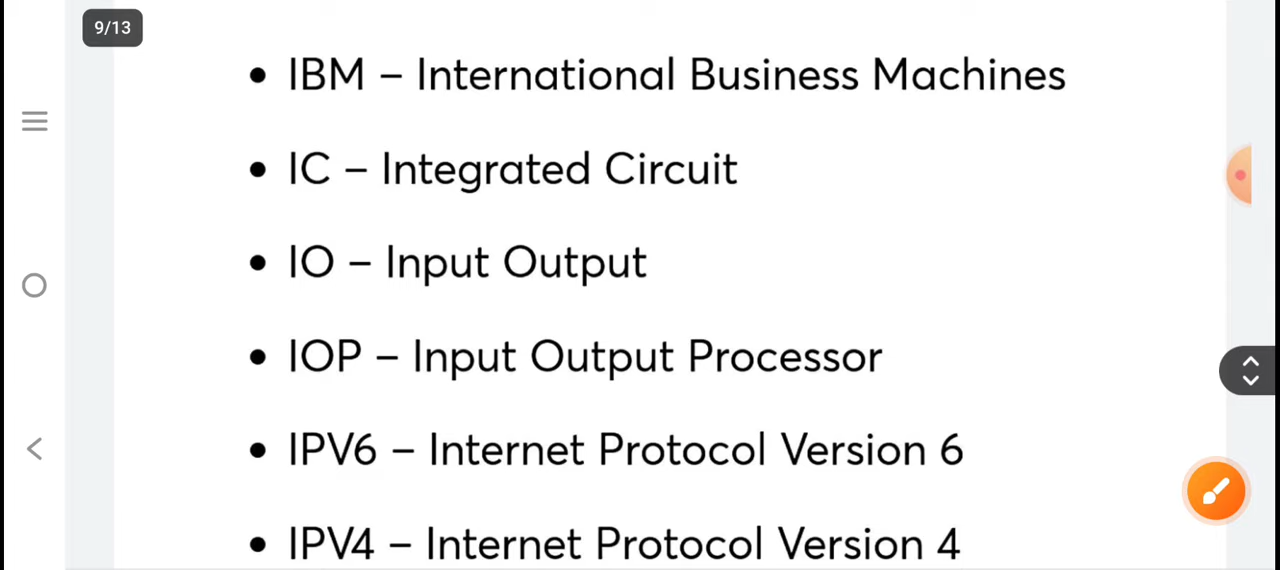 9/13
• IBM – International Business Machines
• IC – Integrated Circuit
• IO – Input Output
• IOP – Input Output Processor
• IPV6 – Internet Protocol Version 6
• IPV4 – Internet Protocol Version 4